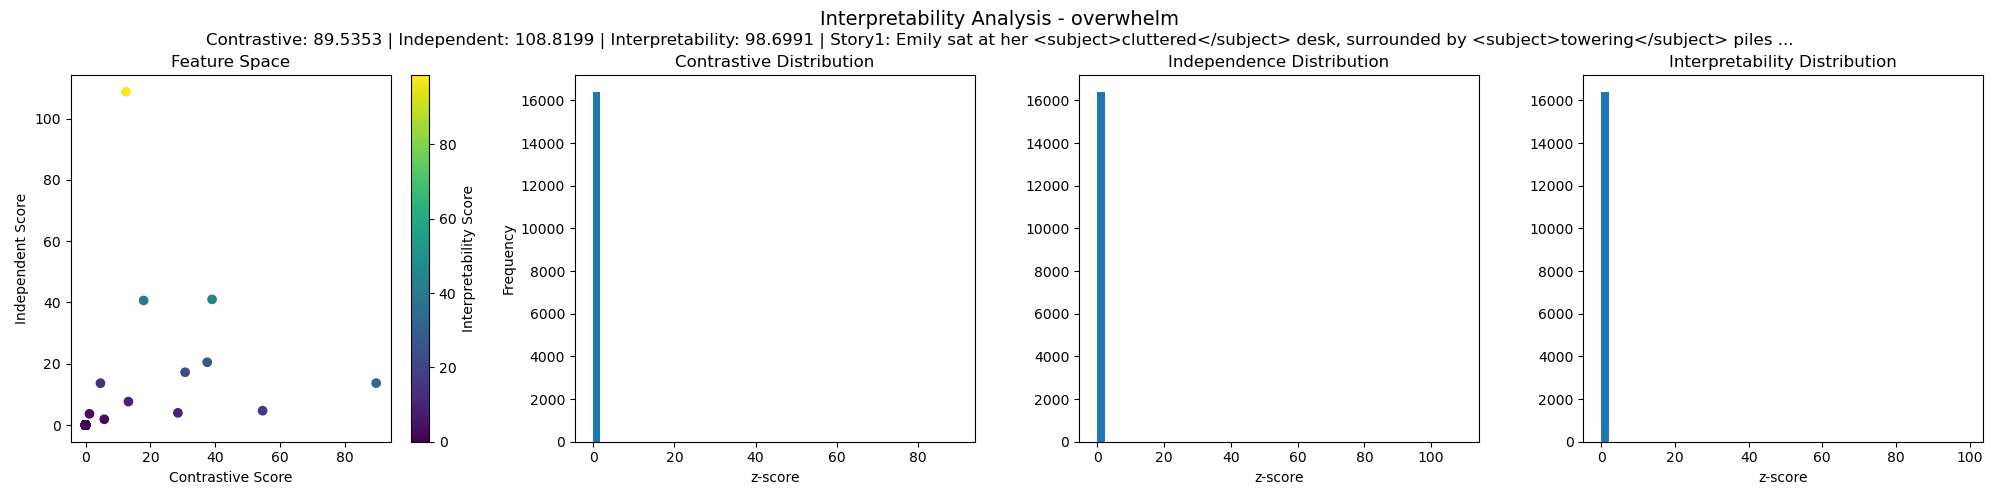 Interpretability Analysis - overwhelm
Contrastive: 89.5353 | Independent: 108.8199 | Interpretability: 98.6991 | Story1: Emily sat at her <subject>cluttered</subject> desk, surrounded by <subject>towering</subject> piles ...
Feature Space
Independent Score
100
80
60
40
20
0
0 20 40 60 80
Contrastive Score
80
60
40
20
0
Interpretability Score
Contrastive Distribution
Frequency
16000
14000
12000
10000
8000
6000
4000
2000
0
0 20 40 60 80
z-score
Independence Distribution
16000
14000
12000
10000
8000
6000
4000
2000
0
0 20 40 60 80 100
z-score
Interpretability Distribution
16000
14000
12000
10000
8000
6000
4000
2000
0
0 20 40 60 80 100
z-score